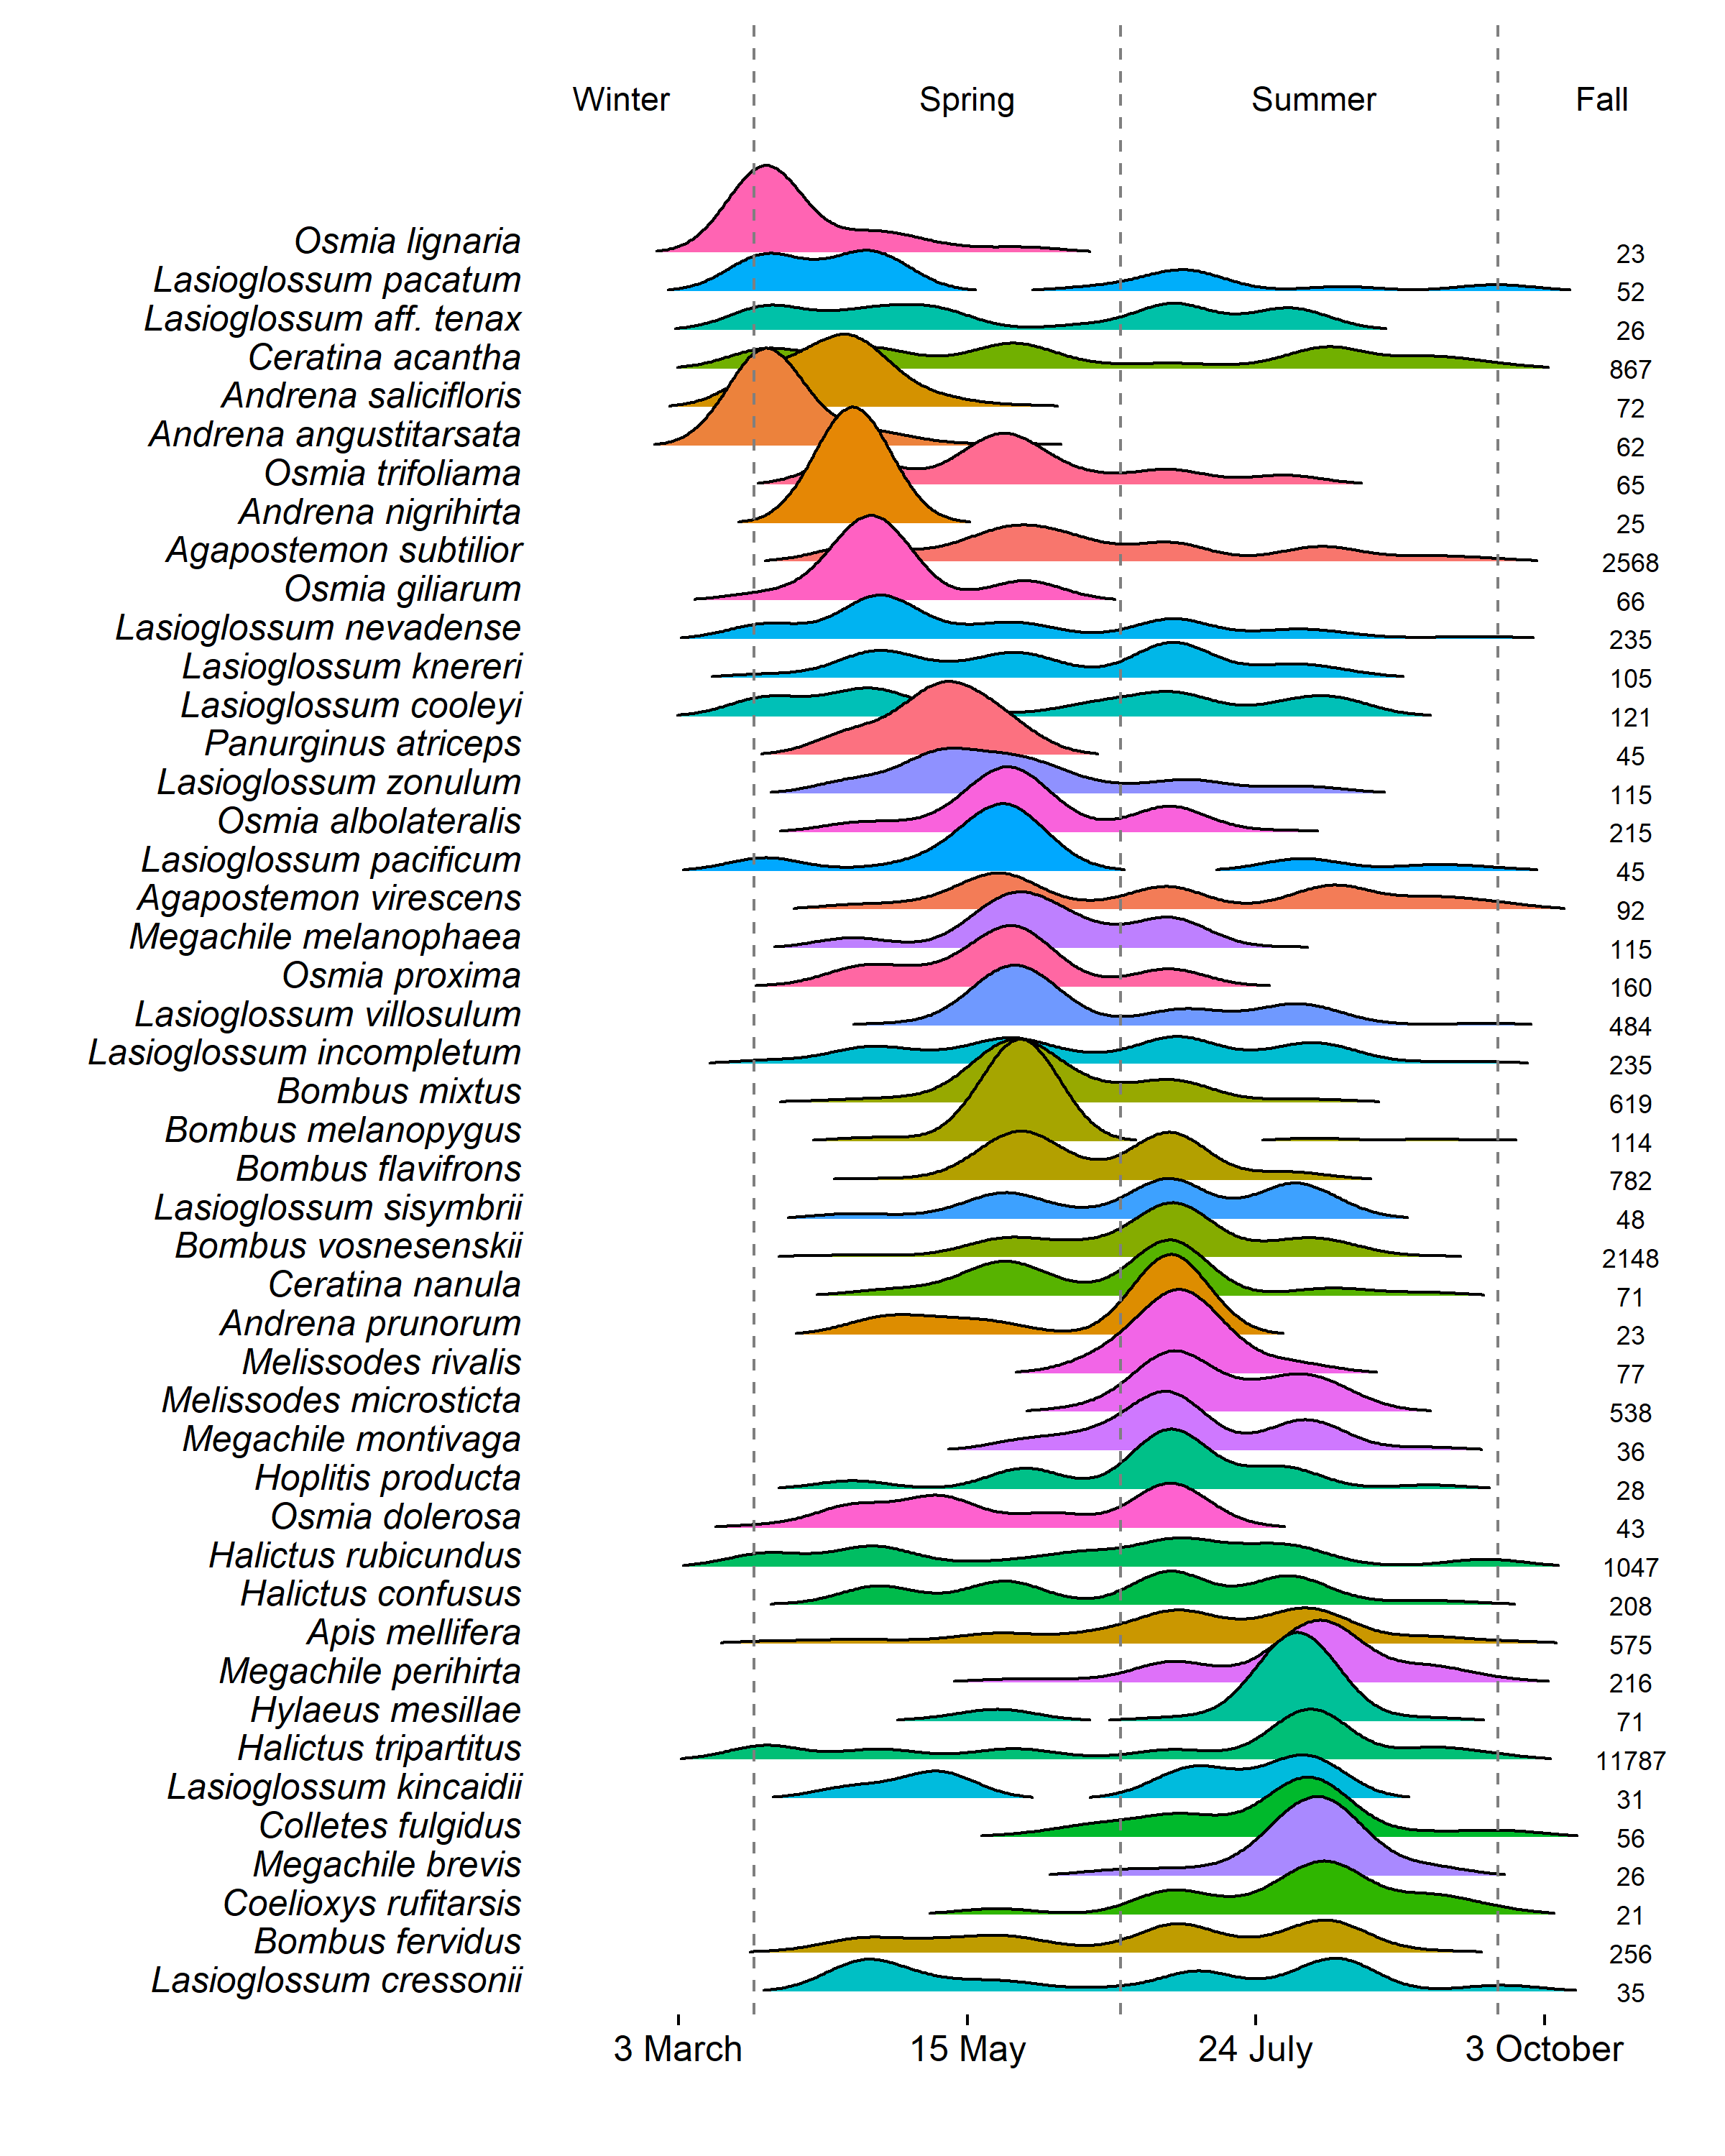 Winter Spring Summer Fall
Osmia lignaria 23
Lasioglossum pacatum 52
Lasioglossum aff. tenax 26
Ceratina acantha 867
Andrena salicifloris 72
Andrena angustitarsata 62
Osmia trifoliama 65
Andrena nigrihirta 25
Agapostemon subtilior 2568
Osmia giliarum 66
Lasioglossum nevadense 235
Lasioglossum knereri 105
Lasioglossum cooleyi 121
Panurginus atriceps 45
Lasioglossum zonulum 115
Osmia albolateralis 215
Lasioglossum pacificum 45
Agapostemon virescens 92
Megachile melanophaea 115
Osmia proxima 160
Lasioglossum villosulum 484
Lasioglossum incompletum 235
Bombus mixtus 619
Bombus melanopygus 114
Bombus flavifrons 782
Lasioglossum sisymbrii 48
Bombus vosnesenskii 2148
Ceratina nanula 71
Andrena prunorum 23
Melissodes rivalis 77
Melissodes microsticta 538
Megachile montivaga 36
Hoplitis producta 28
Osmia dolerosa 43
Halictus rubicundus 1047
Halictus confusus 208
Apis mellifera 575
Megachile perihirta 216
Hylaeus mesillae 71
Halictus tripartitus 11787
Lasioglossum kincaidii 31
Colletes fulgidus 56
Megachile brevis 26
Coelioxys rufitarsis 21
Bombus fervidus 256
Lasioglossum cressonii 35
3 March 15 May 24 July 3 October